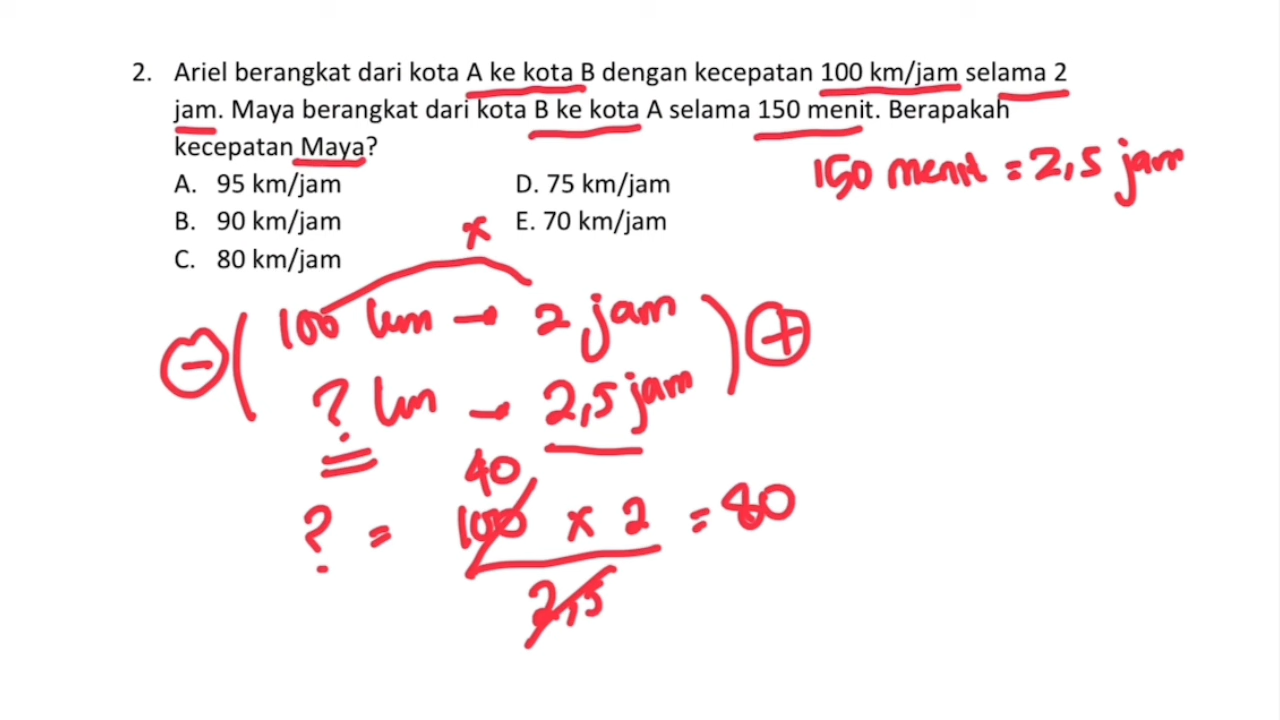 2. Ariel berangkat dari kota A ke kota B dengan kecepatan 100 km/jam selama 2
jam. Maya berangkat dari kota B ke kota A selama 150 menit. Berapakah
kecepatan Maya?
150 menit = 2,5 jam
A. 95 km/jam D. 75 km/jam
B. 90 km/jam E. 70 km/jam
C. 80 km/jam
x
- ( 100 km → 2 jam ) +
? km → 2,5 jam
40
? = 100 x 2 = 80
2,5